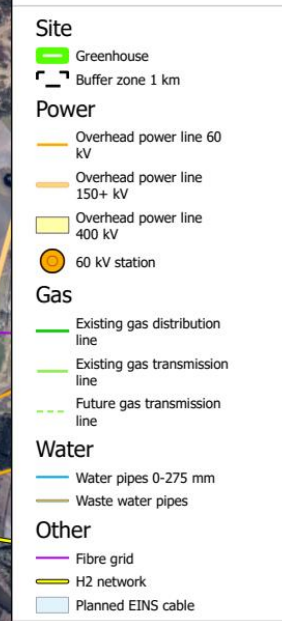 Site
Greenhouse
Buffer zone 1 km
Power
Overhead power line 60
kV
Overhead power line
150+ kV
Overhead power line
400 kV
60 kV station
Gas
Existing gas distribution
line
Existing gas transmission
line
Future gas transmission
line
Water
Water pipes 0-275 mm
Waste water pipes
Other
Fibre grid
H2 network
Planned EINS cable